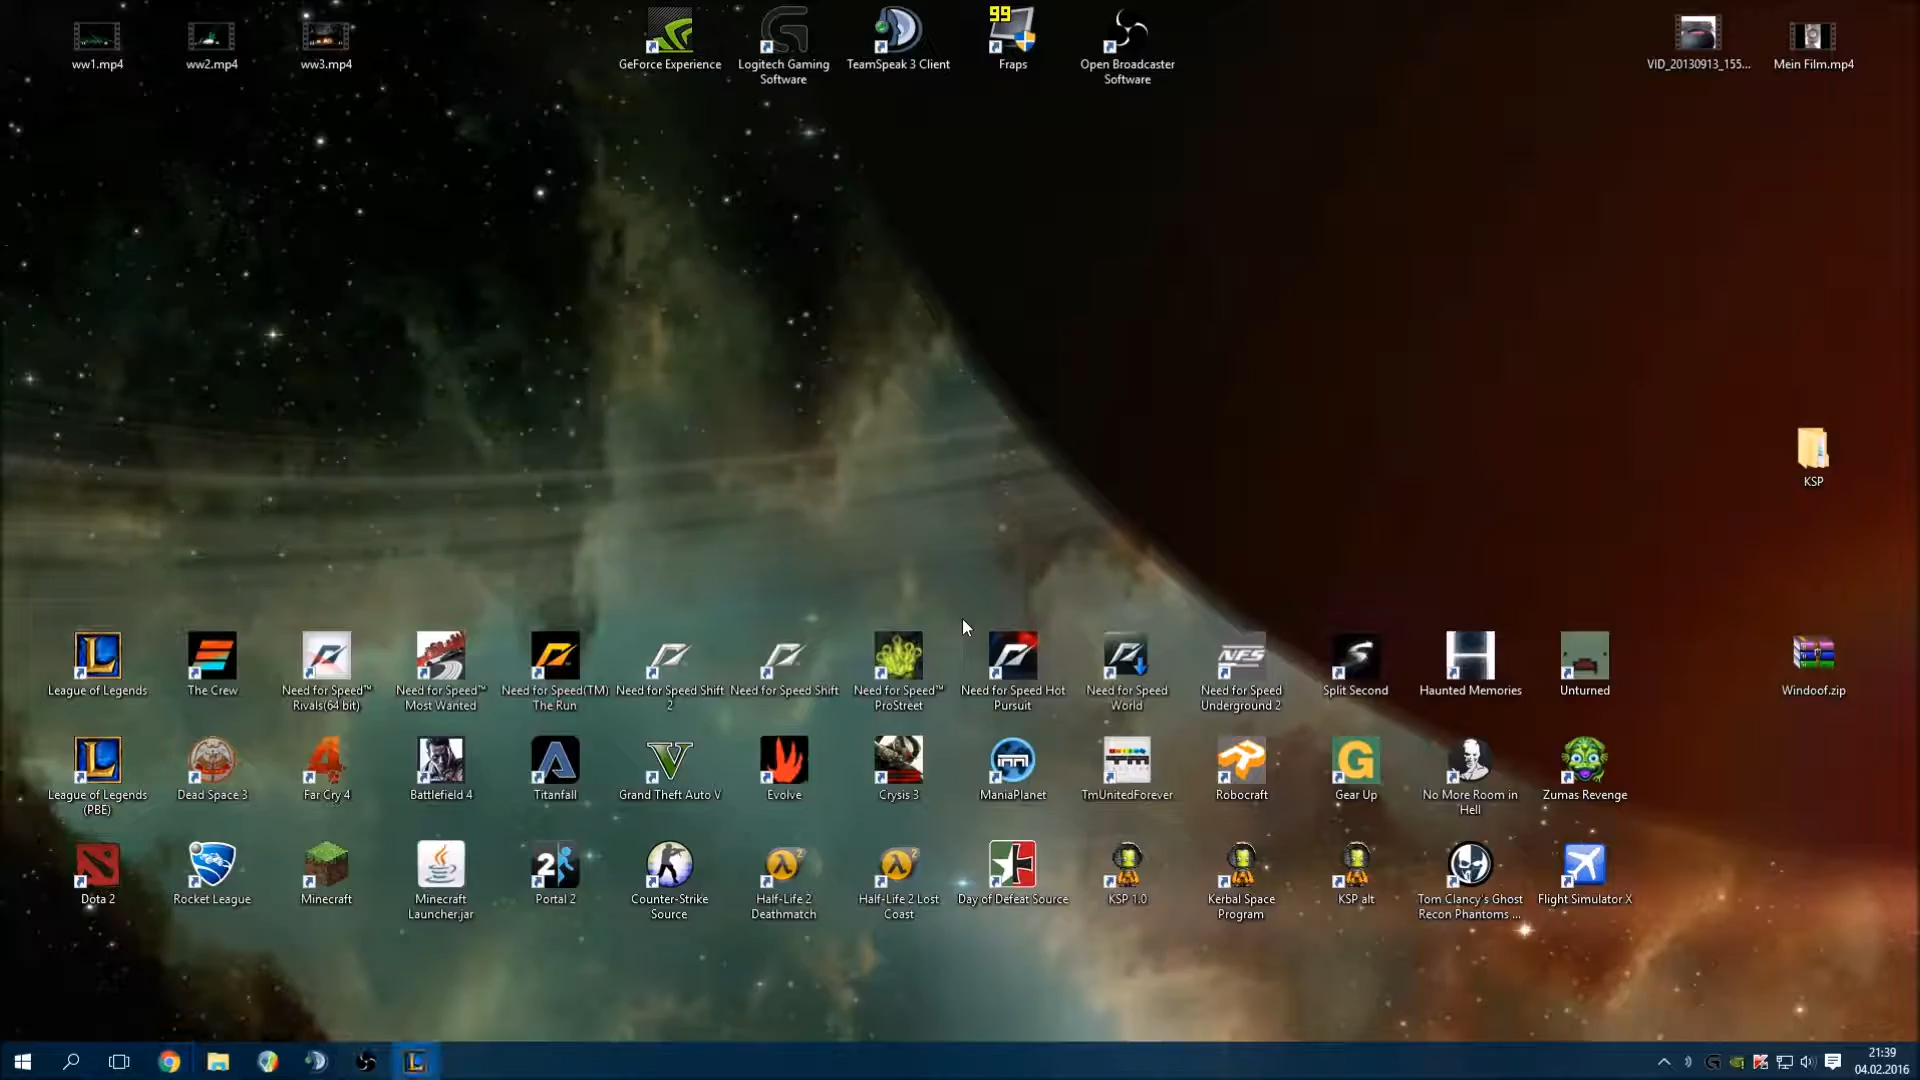 ww1.mp4
ww2.mp4
ww3.mp4
GeForce Experience
Logitech Gaming
Software
TeamSpeak 3 Client
99
Fraps
Open Broadcaster
Software
VID_20130913_155...
Mein Film.mp4
KSP
League of Legends
The Crew
Need for Speed™
Rivals(64 bit)
Need for Speed™
Most Wanted
Need for Speed(TM)
The Run
Need for Speed Shift
2
Need for Speed Shift
Need for Speed™
ProStreet
Need for Speed Hot
Pursuit
Need for Speed
World
NFS
Need for Speed
Underground 2
Split Second
Haunted Memories
Unturned
Windoof.zip
League of Legends
(PBE)
Dead Space 3
4
Far Cry 4
Battlefield 4
Titanfall
V
Grand Theft Auto V
Evolve
Crysis 3
ManiaPlanet
TmUnitedForever
Robocraft
G
Gear Up
No More Room in
Hell
Zumas Revenge
Dota 2
Rocket League
Minecraft
Minecraft
Launcher.jar
2
Portal 2
Counter-Strike
Source
Half-Life 2
Deathmatch
Half-Life 2 Lost
Coast
Day of Defeat Source
KSP 1.0
Kerbal Space
Program
KSP alt
Tom Clancy's Ghost
Recon Phantoms ...
Flight Simulator X
21:39
04.02.2016